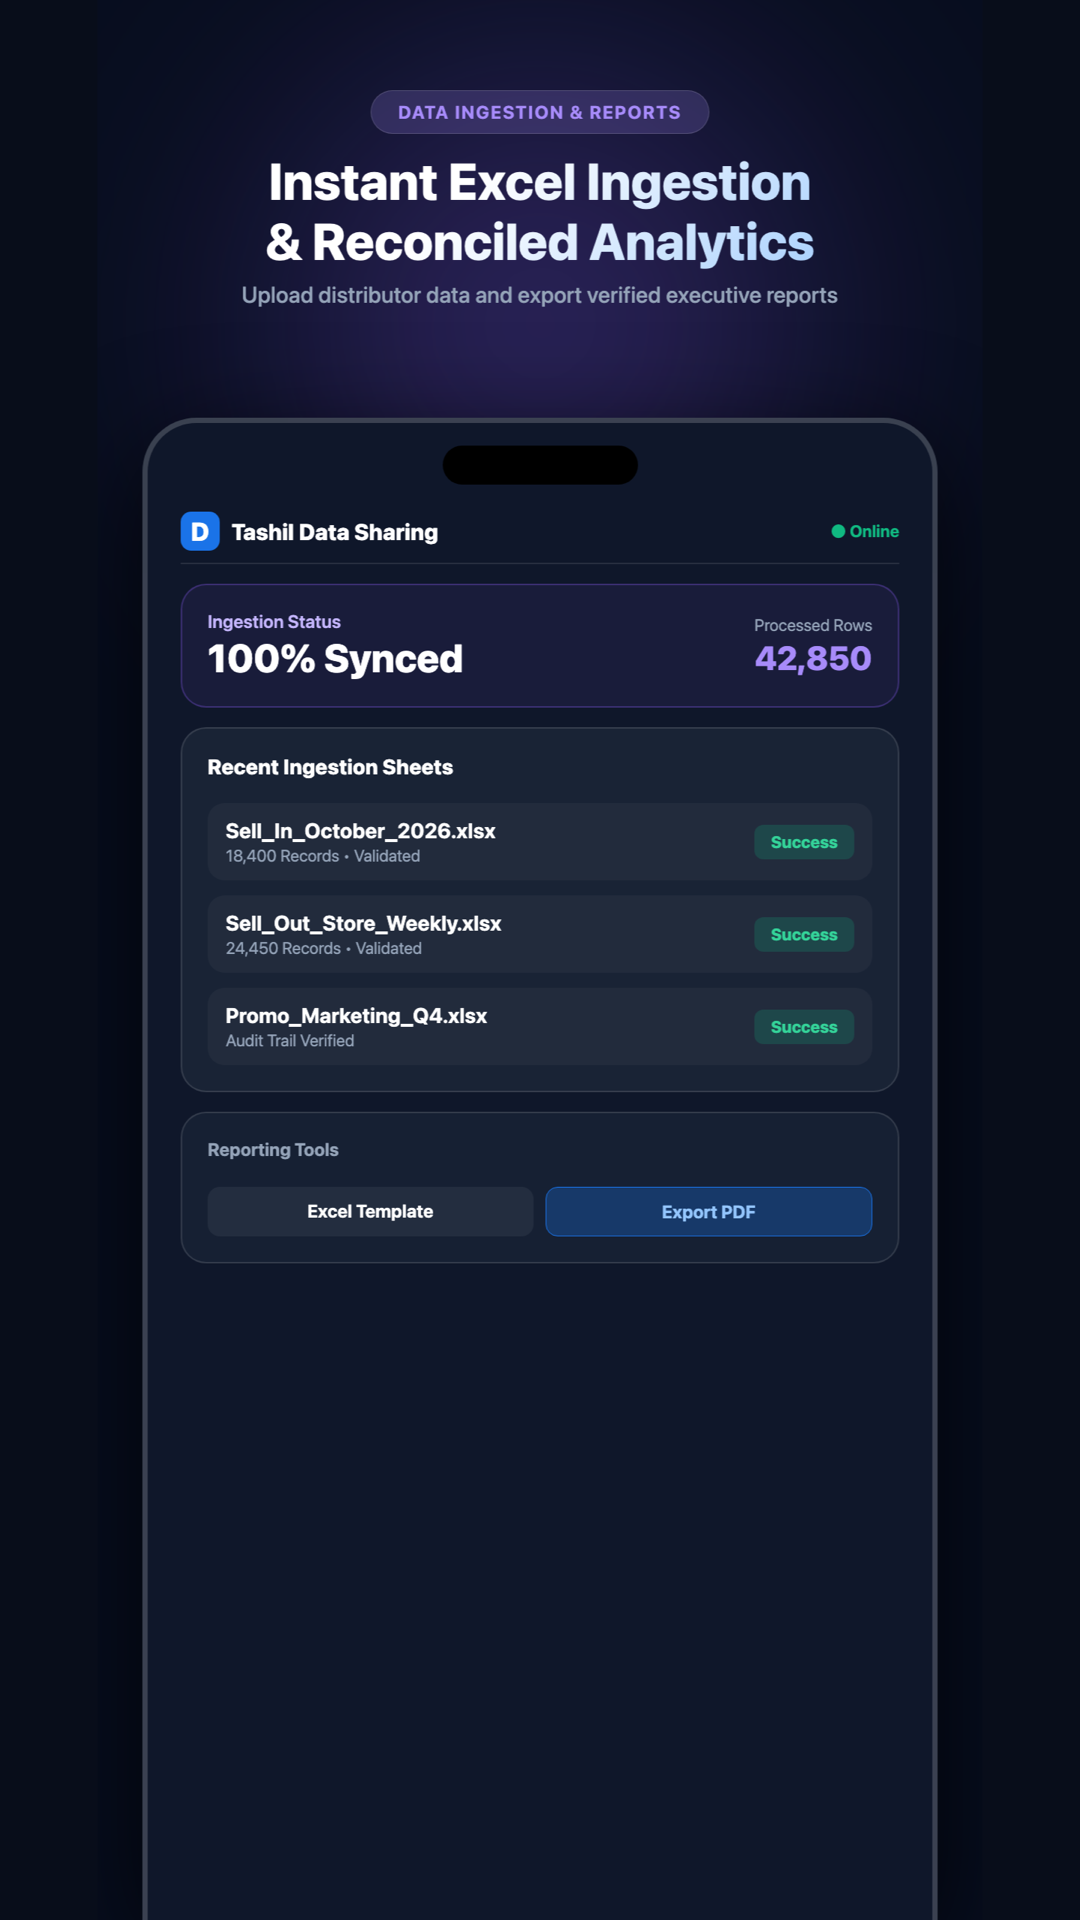 DATA INGESTION & REPORTS
Instant Excel Ingestion
& Reconciled Analytics
Upload distributor data and export verified executive reports
D Tashil Data Sharing
Online
Ingestion Status
100% Synced
Processed Rows
42,850
Recent Ingestion Sheets
Sell_In_October_2026.xlsx
18,400 Records • Validated
Success
Sell_Out_Store_Weekly.xlsx
24,450 Records • Validated
Success
Promo_Marketing_Q4.xlsx
Audit Trail Verified
Success
Reporting Tools
Excel Template
Export PDF